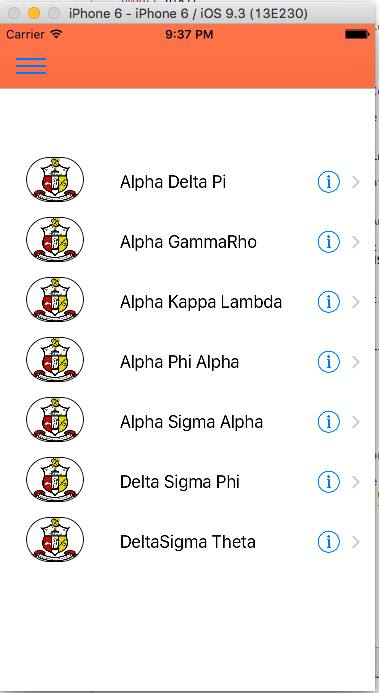 iPhone 6 - iPhone 6 / iOS 9.3 (13E230)
Carrier 9:37 PM
Alpha Delta Pi
Alpha GammaRho
Alpha Kappa Lambda
Alpha Phi Alpha
Alpha Sigma Alpha
Delta Sigma Phi
DeltaSigma Theta